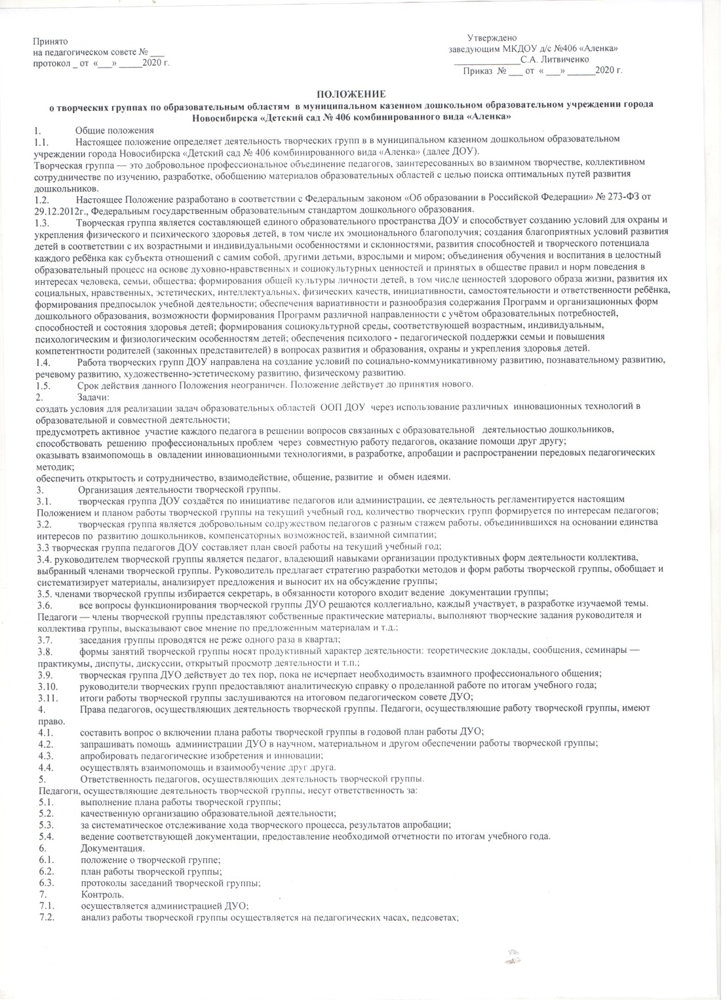 Принято
на педагогическом совете № ___
протокол _ от «___» _____2020 г.
Утверждено
заведующим МКДОУ д/с №406 «Аленка»
______________С.А. Литвиченко
Приказ № ___ от « ___» ______2020 г.
ПОЛОЖЕНИЕ
о творческих группах по образовательным областям в муниципальном казенном дошкольном образовательном учреждении города
Новосибирска «Детский сад № 406 комбинированного вида «Аленка»
1. Общие положения
1.1. Настоящее положение определяет деятельность творческих групп в в муниципальном казенном дошкольном образовательном
учреждении города Новосибирска «Детский сад № 406 комбинированного вида «Аленка» (далее ДОУ).
Творческая группа — это добровольное профессиональное объединение педагогов, заинтересованных во взаимном творчестве, коллективном
сотрудничестве по изучению, разработке, обобщению материалов образовательных областей с целью поиска оптимальных путей развития
дошкольников.
1.2. Настоящее Положение разработано в соответствии с Федеральным законом «Об образовании в Российской Федерации» № 273-ФЗ от
29.12.2012г., Федеральным государственным образовательным стандартом дошкольного образования.
1.3. Творческая группа является составляющей единого образовательного пространства ДОУ и способствует созданию условий для охраны и
укрепления физического и психического здоровья детей, в том числе их эмоционального благополучия; создания благоприятных условий развития
детей в соответствии с их возрастными и индивидуальными особенностями и склонностями, развития способностей и творческого потенциала
каждого ребёнка как субъекта отношений с самим собой, другими детьми, взрослыми и миром; объединения обучения и воспитания в целостный
образовательный процесс на основе духовно-нравственных и социокультурных ценностей и принятых в обществе правил и норм поведения в
интересах человека, семьи, общества; формирования общей культуры личности детей, в том числе ценностей здорового образа жизни, развития их
социальных, нравственных, эстетических, интеллектуальных, физических качеств, инициативности, самостоятельности и ответственности ребёнка,
формирования предпосылок учебной деятельности; обеспечения вариативности и разнообразия содержания Программ и организационных форм
дошкольного образования, возможности формирования Программ различной направленности с учётом образовательных потребностей,
способностей и состояния здоровья детей; формирования социокультурной среды, соответствующей возрастным, индивидуальным,
психологическим и физиологическим особенностям детей; обеспечения психолого - педагогической поддержки семьи и повышения
компетентности родителей (законных представителей) в вопросах развития и образования, охраны и укрепления здоровья детей.
1.4. Работа творческих групп ДОУ направлена на создание условий по социально-коммуникативному развитию, познавательному развитию,
речевому развитию, художественно-эстетическому развитию, физическому развитию.
1.5. Срок действия данного Положения неограничен. Положение действует до принятия нового.
2. Задачи:
создать условия для реализации задач образовательных областей ООП ДОУ через использование различных инновационных технологий в
образовательной и совместной деятельности;
предусмотреть активное участие каждого педагога в решении вопросов связанных с образовательной деятельностью дошкольников,
способствовать решению профессиональных проблем через совместную работу педагогов, оказание помощи друг другу;
оказывать взаимопомощь в овладении инновационными технологиями, в разработке, апробации и распространении передовых педагогических
методик;
обеспечить открытость и сотрудничество, взаимодействие, общение, развитие и обмен идеями.
3. Организация деятельности творческой группы.
3.1. творческая группа ДОУ создаётся по инициативе педагогов или администрации, ее деятельность регламентируется настоящим
Положением и планом работы творческой группы на текущий учебный год, количество творческих групп формируется по интересам педагогов;
3.2. творческая группа является добровольным содружеством педагогов с разным стажем работы, объединившихся на основании единства
интересов по развитию дошкольников, компенсаторных возможностей, взаимной симпатии;
3.3 творческая группа педагогов ДОУ составляет план своей работы на текущий учебный год;
3.4. руководителем творческой группы является педагог, владеющий навыками организации продуктивных форм деятельности коллектива,
выбранный членами творческой группы. Руководитель предлагает стратегию разработки методов и форм работы творческой группы, обобщает и
систематизирует материалы, анализирует предложения и выносит их на обсуждение группы;
3.5. членами творческой группы избирается секретарь, в обязанности которого входит ведение документации группы;
3.6. все вопросы функционирования творческой группы ДУО решаются коллегиально, каждый участвует, в разработке изучаемой темы.
Педагоги — члены творческой группы представляют собственные практические материалы, выполняют творческие задания руководителя и
коллектива группы, высказывают свое мнение по предложенным материалам и т.д.;
3.7. заседания группы проводятся не реже одного раза в квартал;
3.8. формы занятий творческой группы носят продуктивный характер деятельности: теоретические доклады, сообщения, семинары —
практикумы, диспуты, дискуссии, открытый просмотр деятельности и т.п.;
3.9. творческая группа ДУО действует до тех пор, пока не исчерпает необходимость взаимного профессионального общения;
3.10. руководители творческих групп предоставляют аналитическую справку о проделанной работе по итогам учебного года;
3.11. итоги работы творческой группы заслушиваются на итоговом педагогическом совете ДУО;
4. Права педагогов, осуществляющих деятельность творческой группы. Педагоги, осуществляющие работу творческой группы, имеют
право.
4.1. составить вопрос о включении плана работы творческой группы в годовой план работы ДУО;
4.2. запрашивать помощь администрации ДУО в научном, материальном и другом обеспечении работы творческой группы;
4.3. апробировать педагогические изобретения и инновации;
4.4. осуществлять взаимопомощь и взаимообучение друг друга.
5. Ответственность педагогов, осуществляющих деятельность творческой группы.
Педагоги, осуществляющие деятельность творческой группы, несут ответственность за:
5.1. выполнение плана работы творческой группы;
5.2. качественную организацию образовательной деятельности;
5.3. за систематическое отслеживание хода творческого процесса, результатов апробации;
5.4. ведение соответствующей документации, предоставление необходимой отчетности по итогам учебного года.
6. Документация.
6.1. положение о творческой группе;
6.2. план работы творческой группы;
6.3. протоколы заседаний творческой группы;
7. Контроль.
7.1. осуществляется администрацией ДУО;
7.2. анализ работы творческой группы осуществляется на педагогических часах, педсоветах;